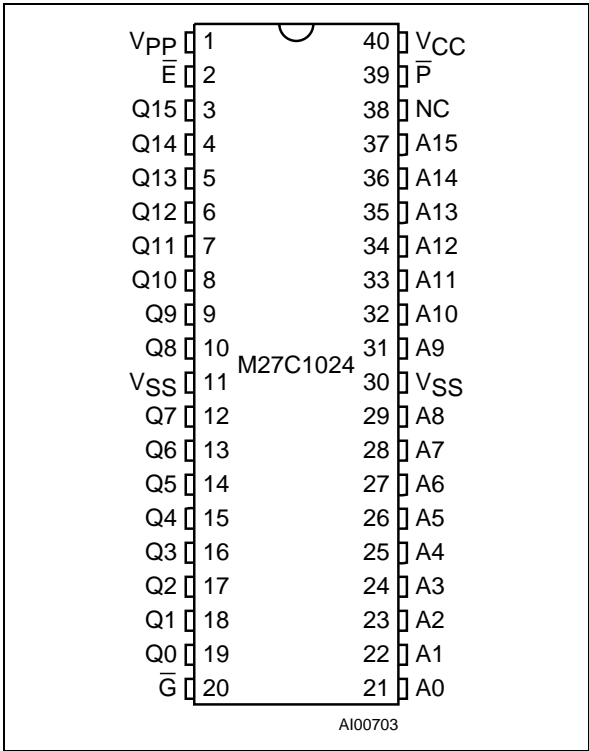 VPP 1 40 VCC
E̅ 2 39 P̅
Q15 3 38 NC
Q14 4 37 A15
Q13 5 36 A14
Q12 6 35 A13
Q11 7 34 A12
Q10 8 33 A11
Q9 9 32 A10
Q8 10 31 A9
M27C1024
VSS 11 30 VSS
Q7 12 29 A8
Q6 13 28 A7
Q5 14 27 A6
Q4 15 26 A5
Q3 16 25 A4
Q2 17 24 A3
Q1 18 23 A2
Q0 19 22 A1
G̅ 20 21 A0
AI00703